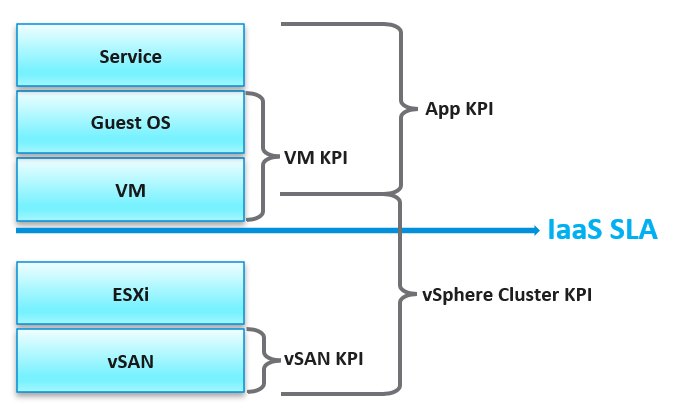 Service
Guest OS
VM
VM KPI
App KPI
IaaS SLA
ESXi
vSAN
vSAN KPI
vSphere Cluster KPI